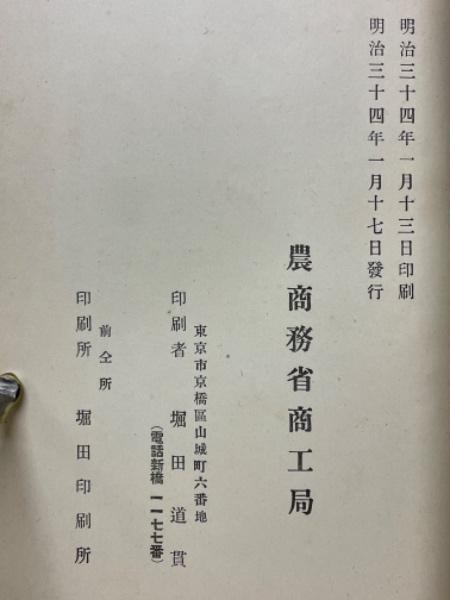 明治三十四年一月十三日印刷
明治三十四年一月十七日發行
農商務省商工局
東京市京橋區山城町六番地
印刷者 堀田道貫
（電話新橋一一七七番）
前仝所
印刷所 堀田印刷所